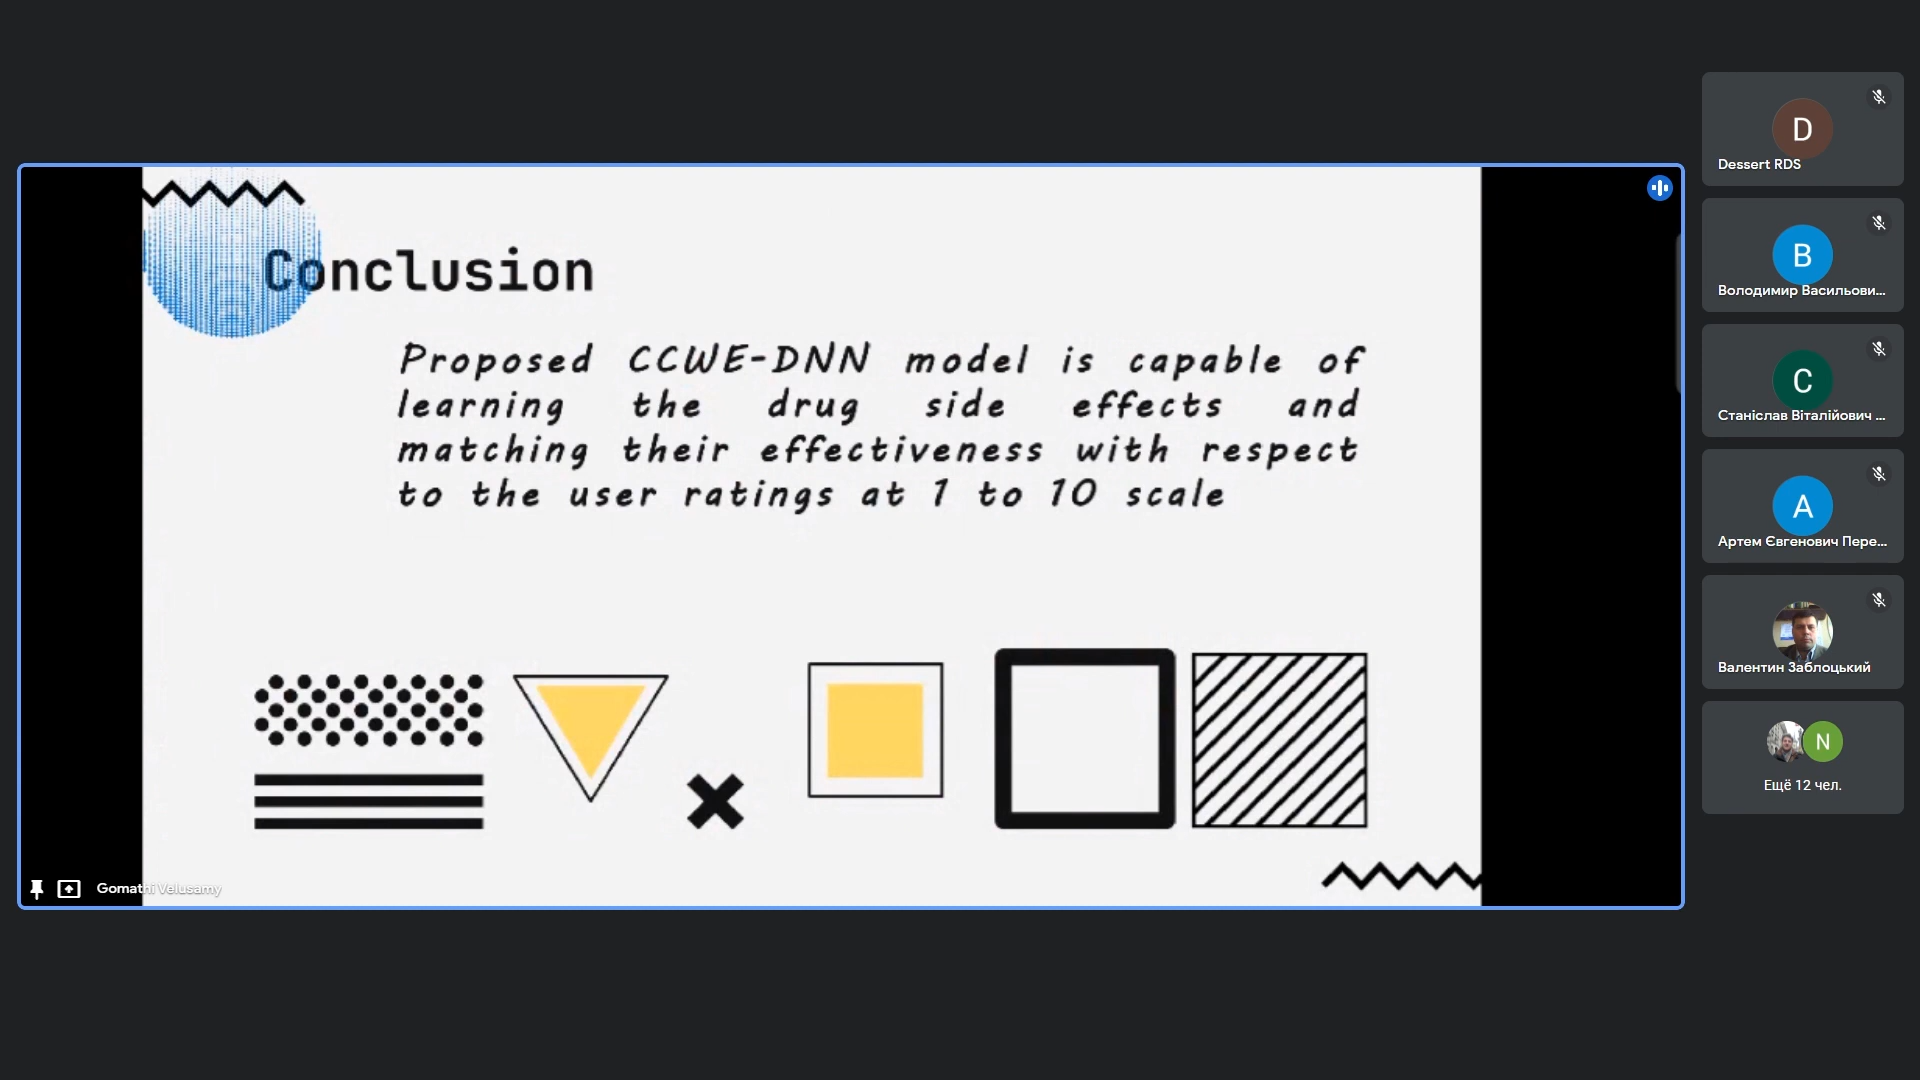 Conclusion
Proposed CCWE-DNN model is capable of
learning the drug side effects and
matching their effectiveness with respect
to the user ratings at 1 to 10 scale
Gomathi Velusamy
D
Dessert RDS
В
Володимир Васильови...
С
Станіслав Віталійович ...
А
Артем Євгенович Пере...
Валентин Заблоцький
N
Ещё 12 чел.